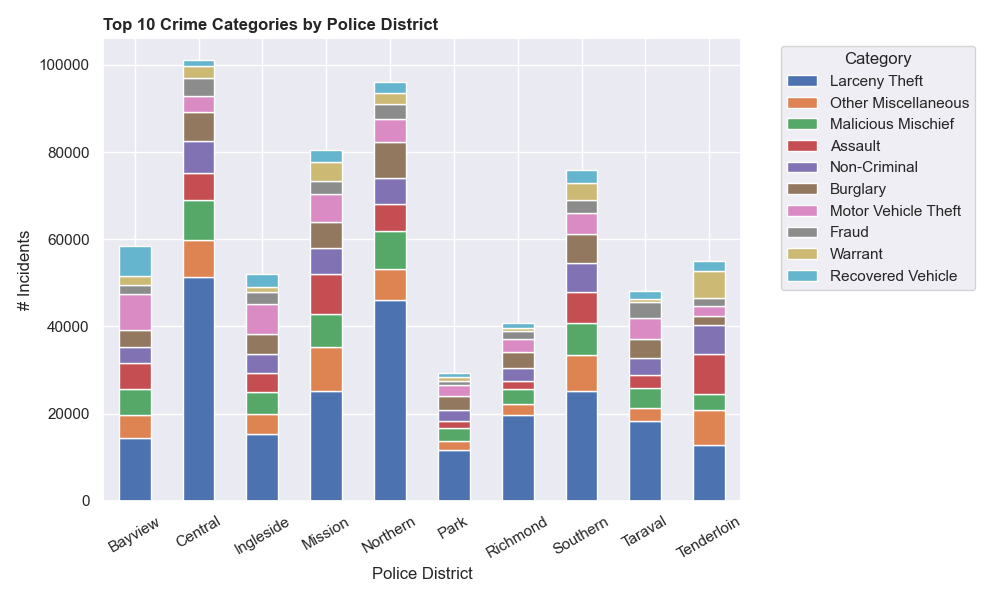 Top 10 Crime Categories by Police District
100000
80000
60000
40000
20000
0
# Incidents
Bayview
Central
Ingleside
Mission
Northern
Park
Richmond
Southern
Taraval
Tenderloin
Police District
Category
Larceny Theft
Other Miscellaneous
Malicious Mischief
Assault
Non-Criminal
Burglary
Motor Vehicle Theft
Fraud
Warrant
Recovered Vehicle